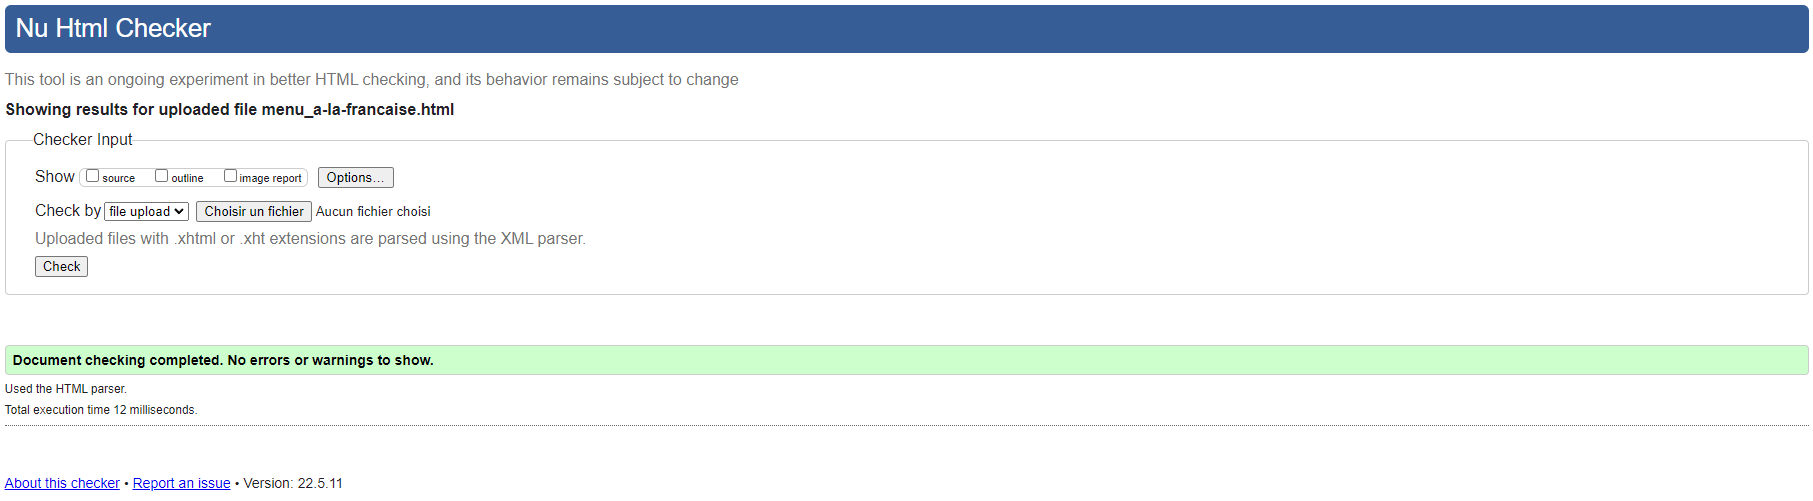 Nu Html Checker
This tool is an ongoing experiment in better HTML checking, and its behavior remains subject to change
Showing results for uploaded file menu_a-la-francaise.html
Checker Input
Show source outline image report Options...
Check by file upload Choisir un fichier Aucun fichier choisi
Uploaded files with .xhtml or .xht extensions are parsed using the XML parser.
Check
Document checking completed. No errors or warnings to show.
Used the HTML parser.
Total execution time 12 milliseconds.
About this checker • Report an issue • Version: 22.5.11